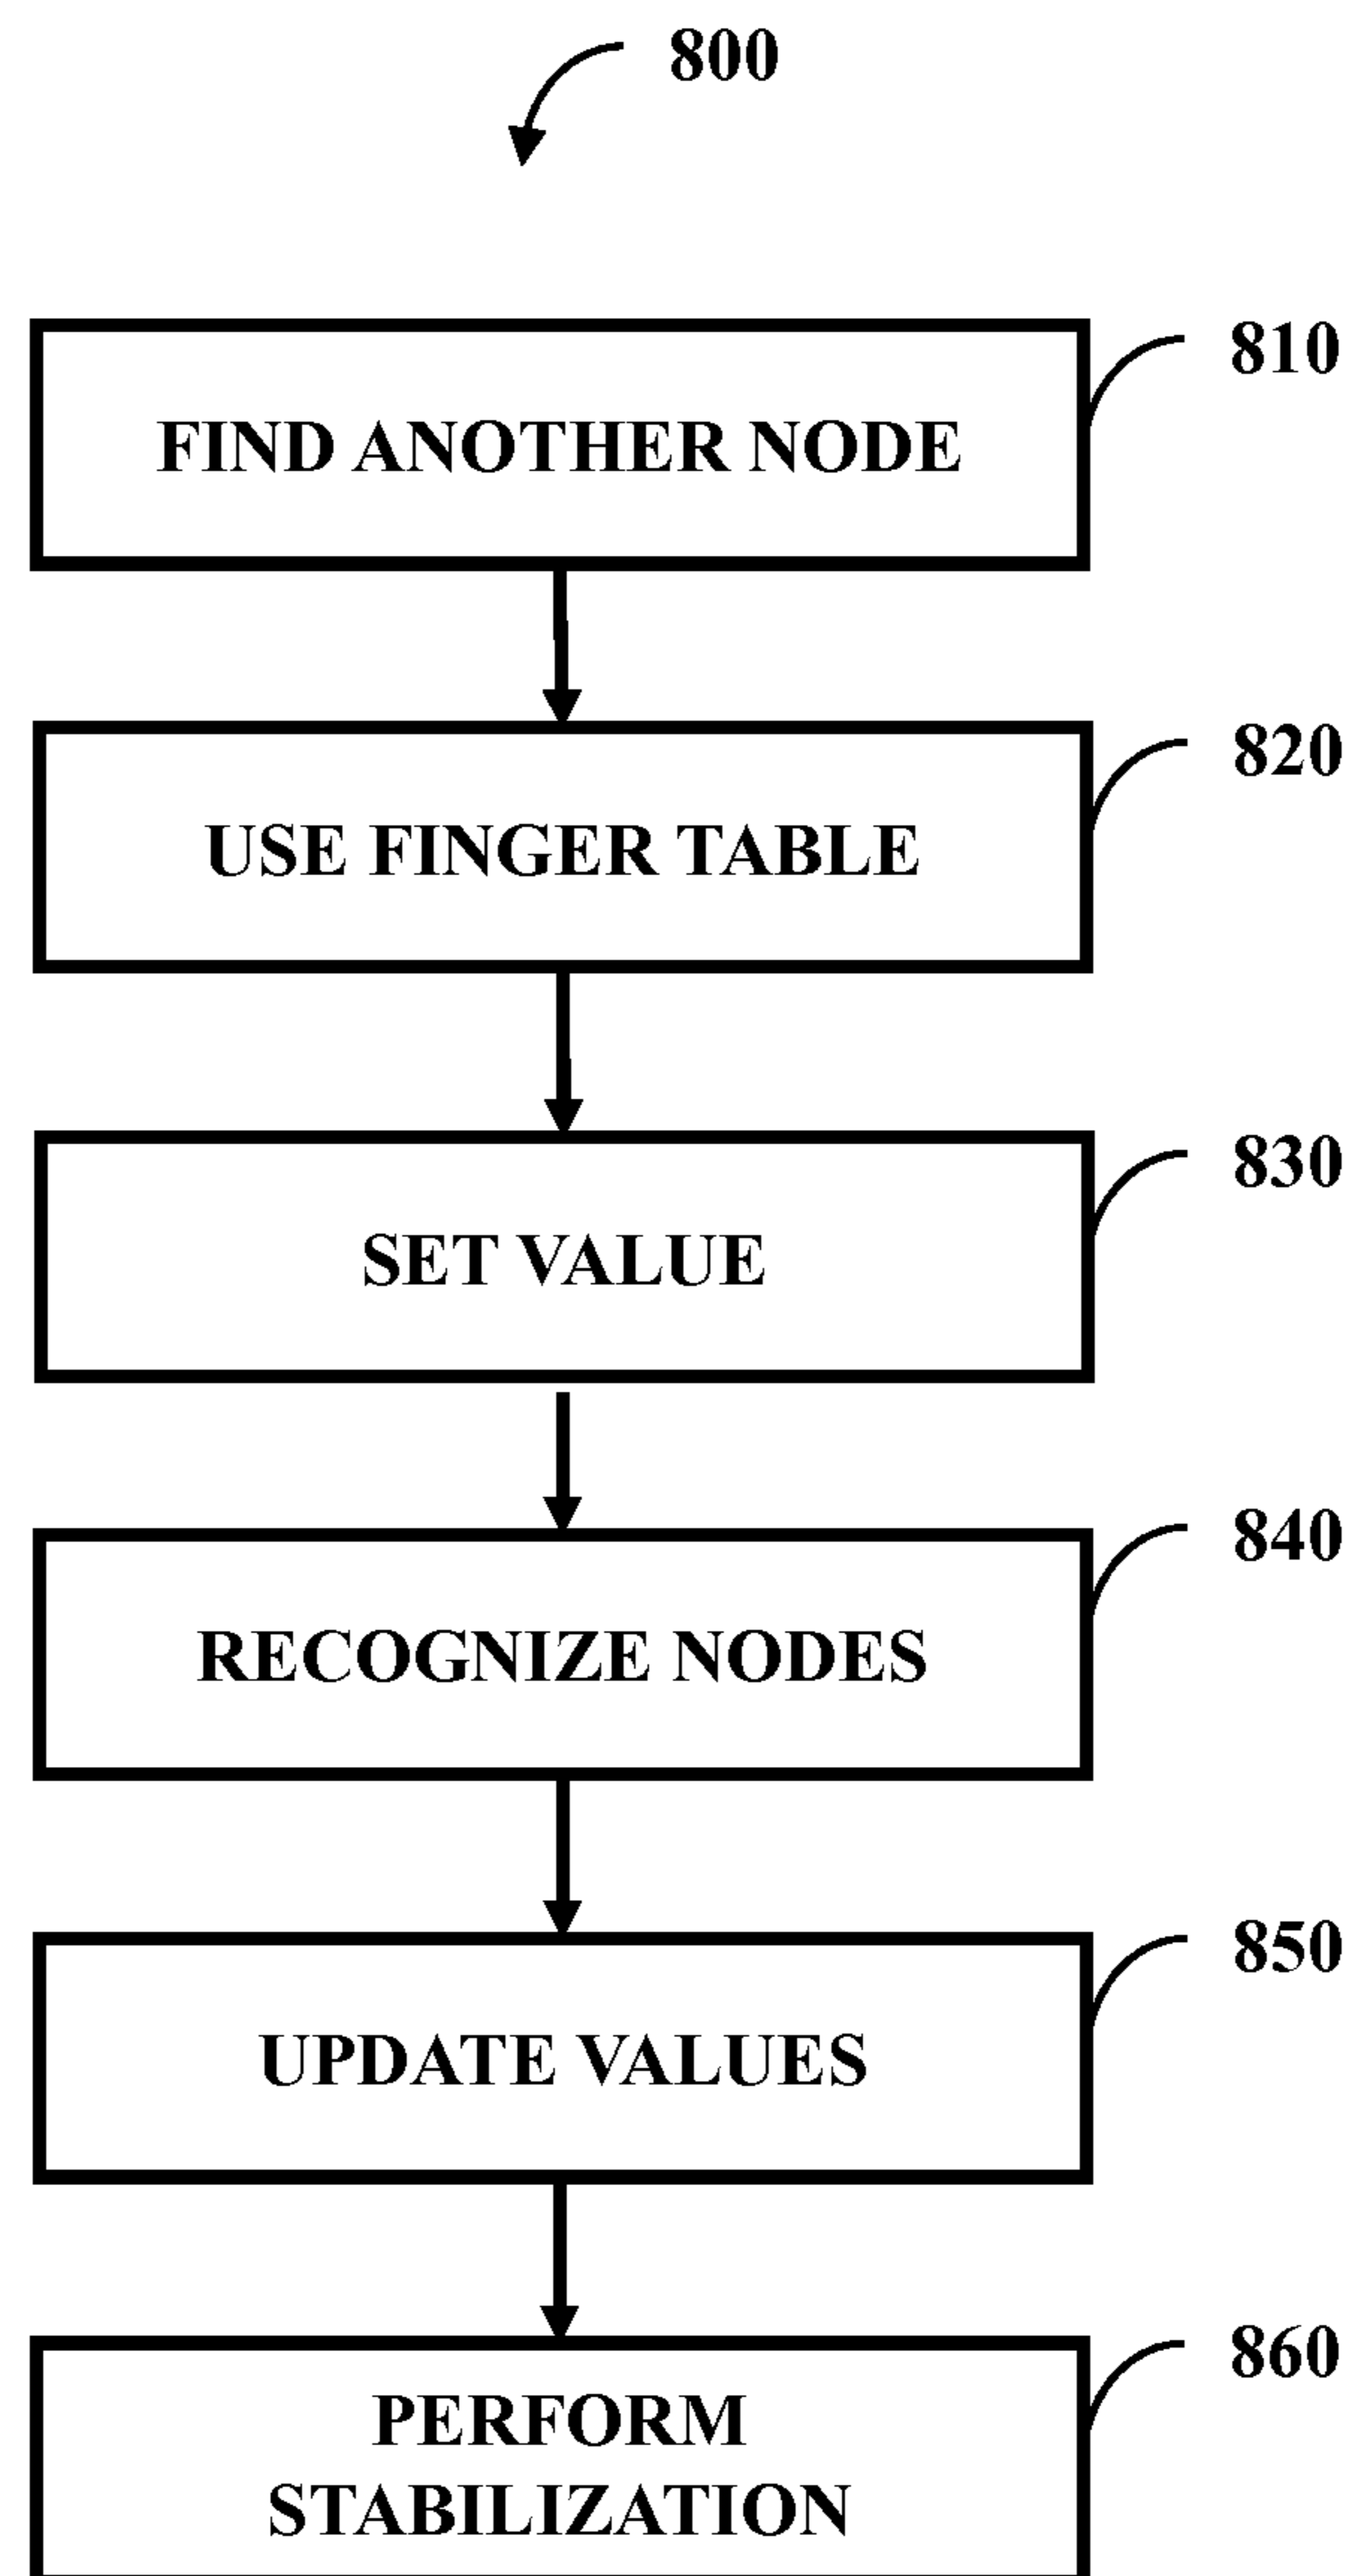 800
810
FIND ANOTHER NODE
820
USE FINGER TABLE
830
SET VALUE
840
RECOGNIZE NODES
850
UPDATE VALUES
860
PERFORM
STABILIZATION